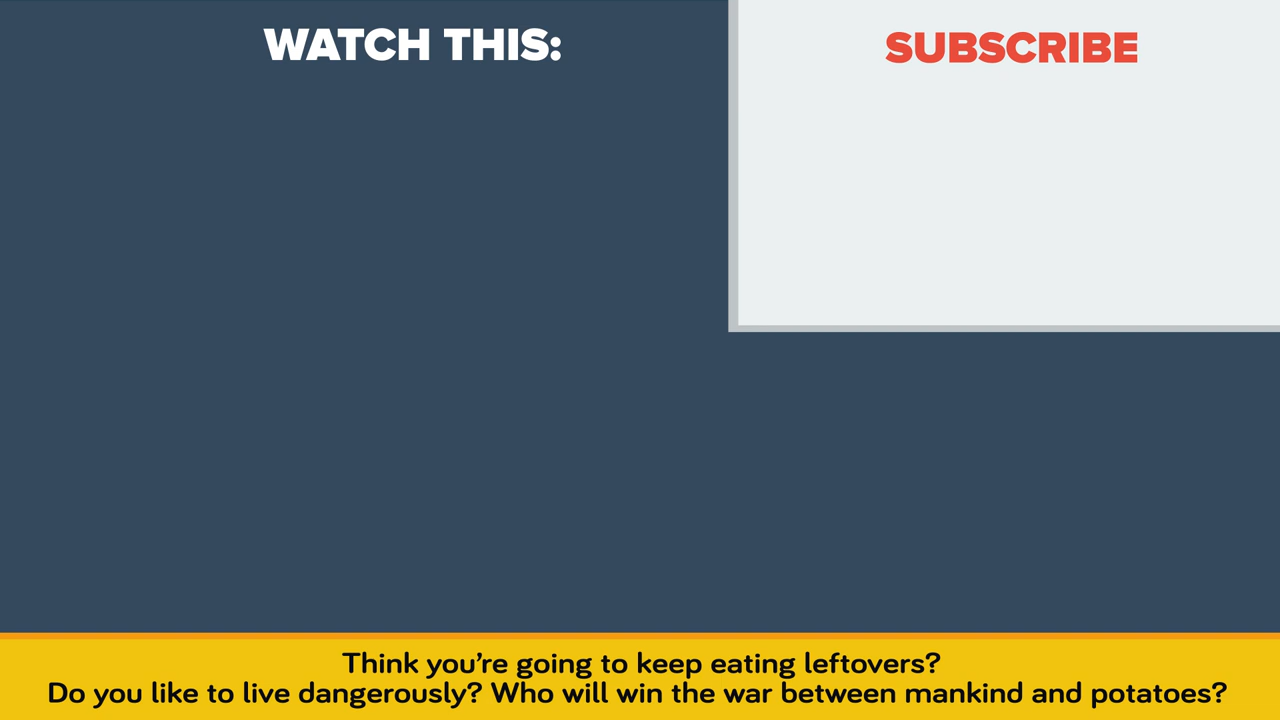 WATCH THIS:
SUBSCRIBE
Think you're going to keep eating leftovers?
Do you like to live dangerously? Who will win the war between mankind and potatoes?